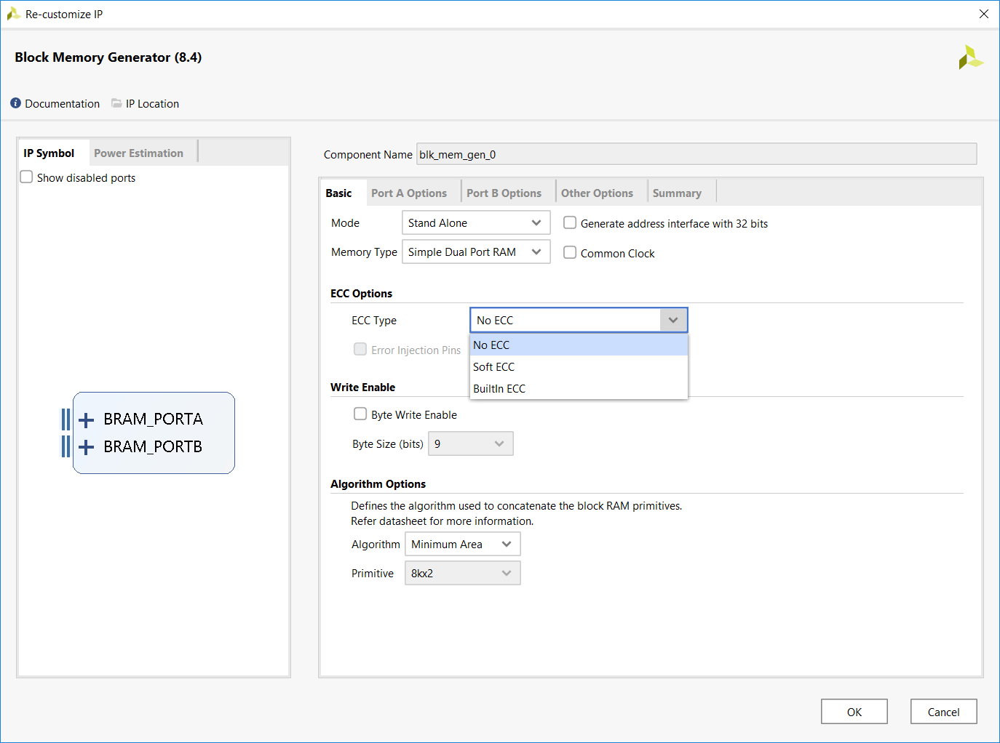 Re-customize IP
Block Memory Generator (8.4)
Documentation IP Location
IP Symbol Power Estimation
Show disabled ports
BRAM_PORTA
BRAM_PORTB
Component Name blk_mem_gen_0
Basic Port A Options Port B Options Other Options Summary
Mode Stand Alone Generate address interface with 32 bits
Memory Type Simple Dual Port RAM Common Clock
ECC Options
ECC Type No ECC
No ECC
Error Injection Pins
Soft ECC
BuiltIn ECC
Write Enable
Byte Write Enable
Byte Size (bits) 9
Algorithm Options
Defines the algorithm used to concatenate the block RAM primitives.
Refer datasheet for more information.
Algorithm Minimum Area
Primitive 8kx2
OK Cancel